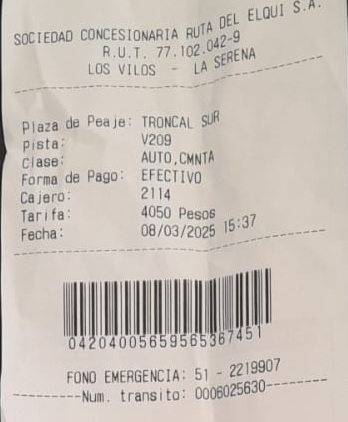 SOCIEDAD CONCESIONARIA RUTA DEL ELQUI S.A.
R.U.T. 77.102.042-9
LOS VILOS - LA SERENA
Plaza de Peaje: TRONCAL SUR
Pista: V209
Clase: AUTO,CMNTA
Forma de Pago: EFECTIVO
Cajero: 2114
Tarifa: 4050 Pesos
Fecha: 08/03/2025 15:37
04204005659565367451
FONO EMERGENCIA: 51 - 2219907
--------Num. transito: 0006025630--------